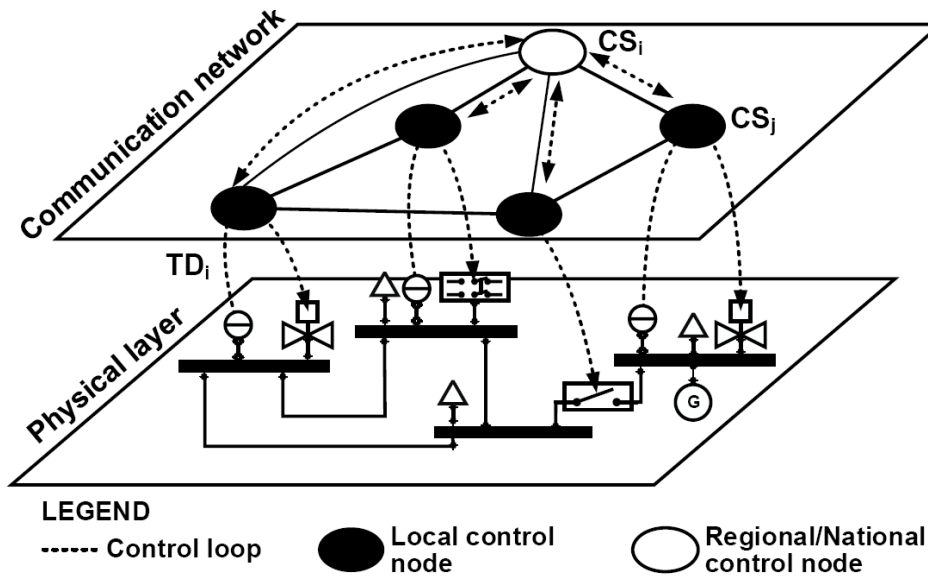 Communication network
CSᵢ
CSⱼ
TDᵢ
Physical layer
G
LEGEND
Control loop
Local control
node
Regional/National
control node